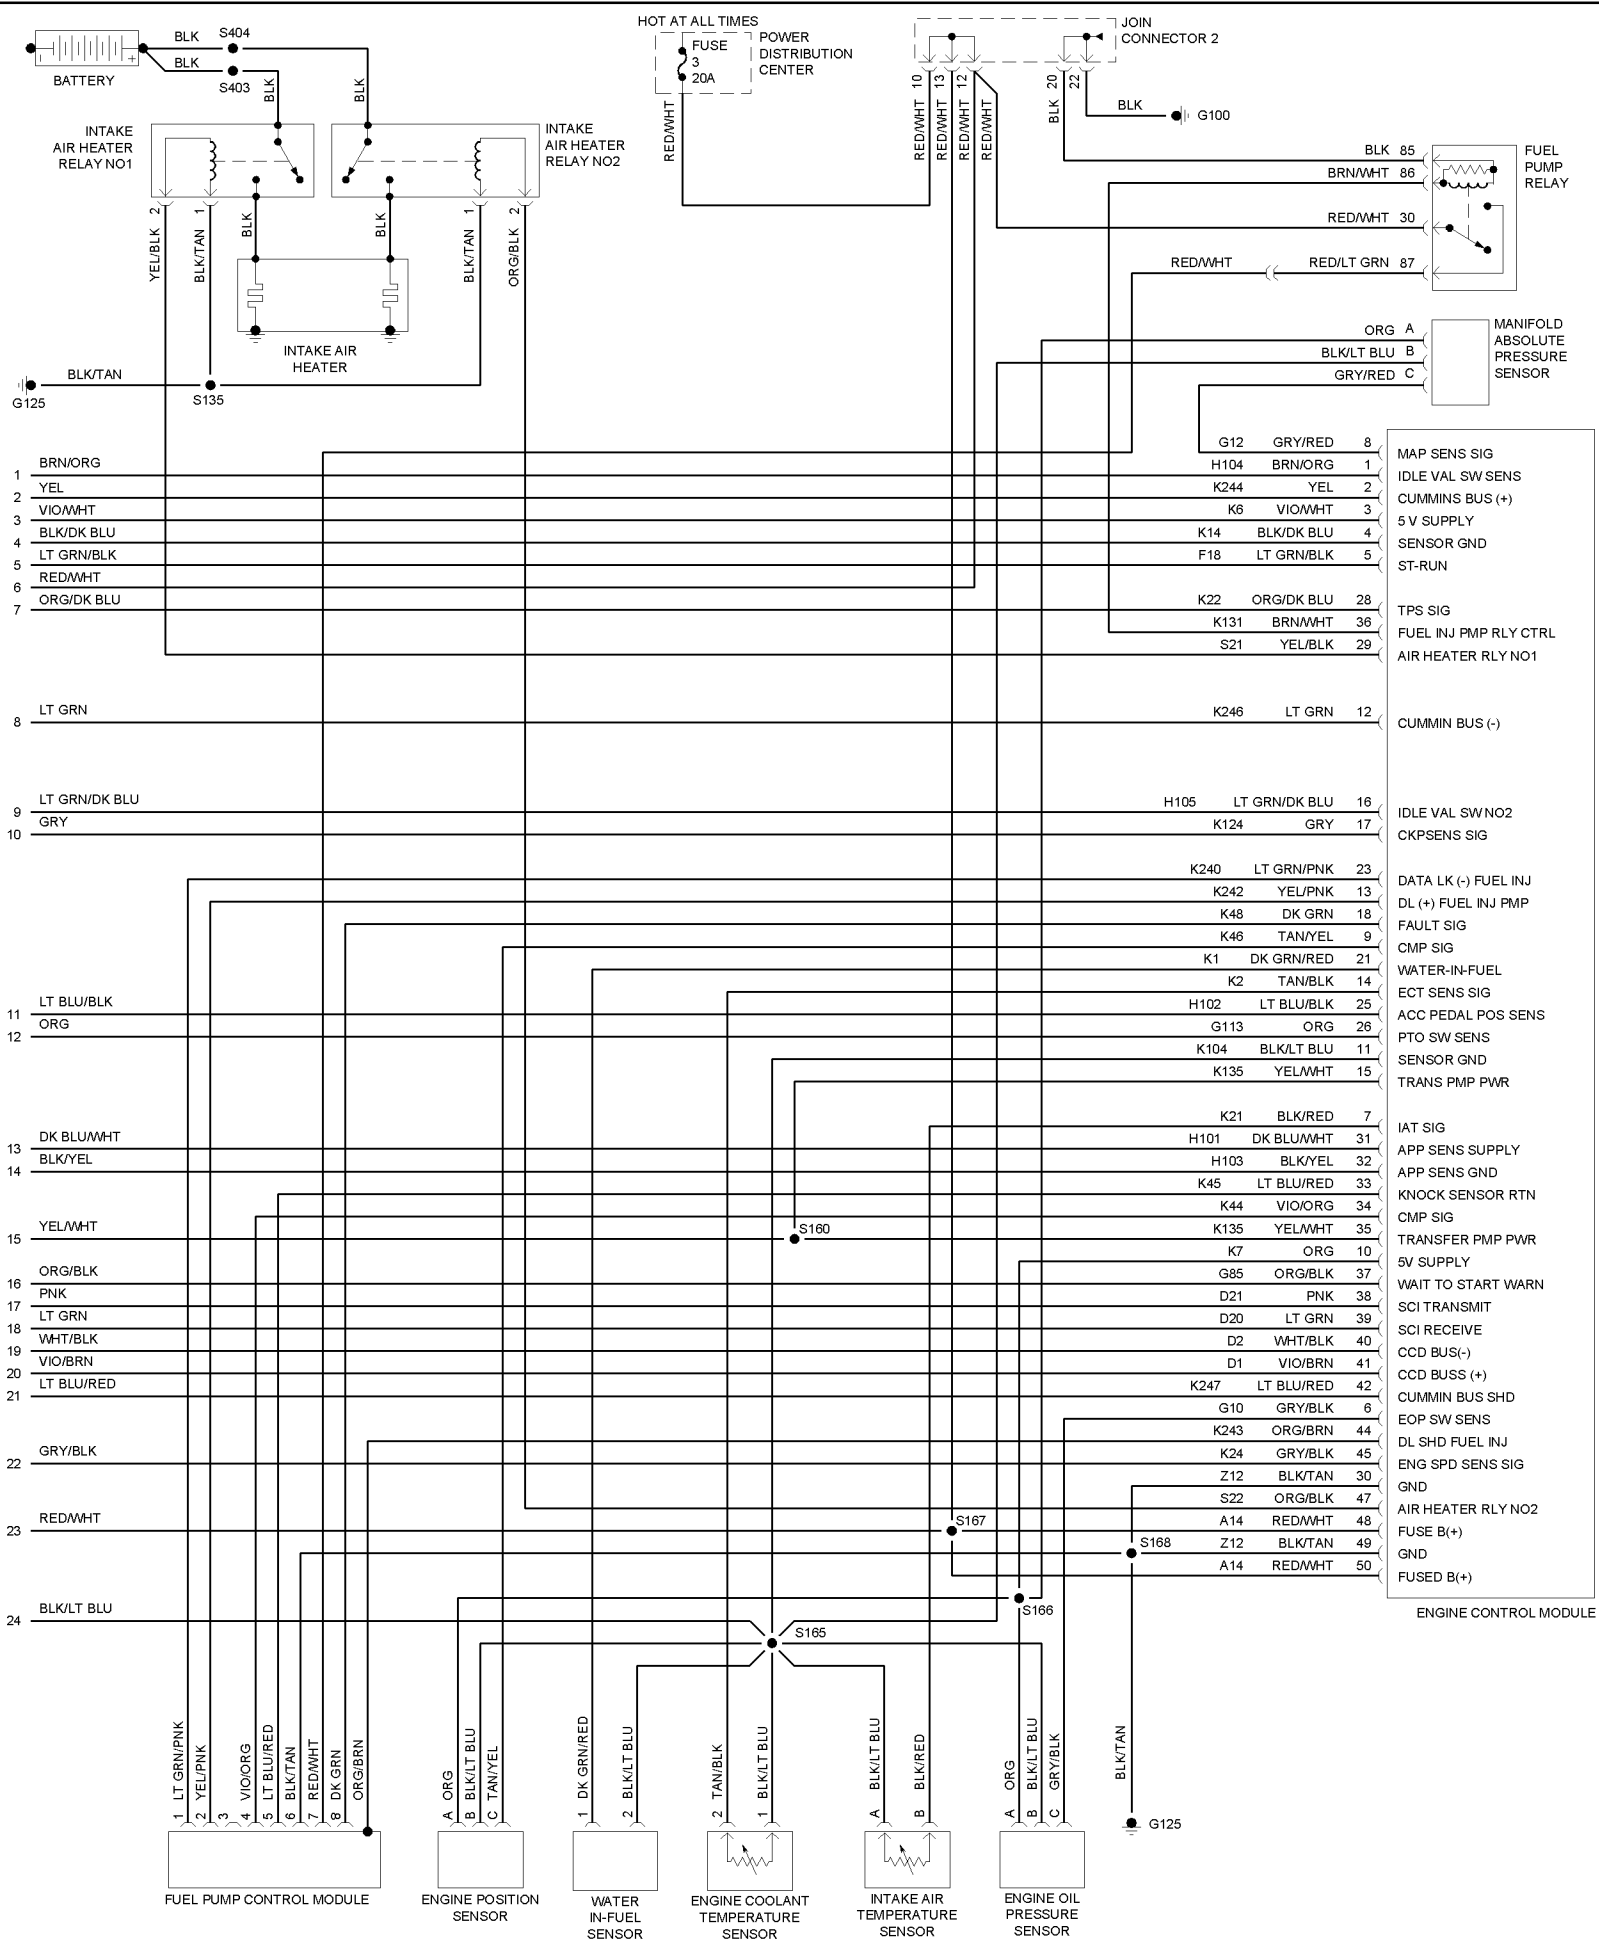 HOT AT ALL TIMES
FUSE
3
20A
POWER
DISTRIBUTION
CENTER
JOIN
CONNECTOR 2
BLK
S404
BLK
S403
+
-
BATTERY
BLK
BLK
10
13
12
20
22
RED/WHT
RED/WHT
RED/WHT
RED/WHT
RED/WHT
BLK
BLK
G100
INTAKE
AIR HEATER
RELAY NO1
INTAKE
AIR HEATER
RELAY NO2
BLK 85
BRN/WHT 86
RED/WHT 30
RED/WHT
RED/LT GRN 87
FUEL
PUMP
RELAY
2
1
YEL/BLK
BLK/TAN
BLK
BLK
1
2
BLK/TAN
ORG/BLK
INTAKE AIR
HEATER
BLK/TAN
G125
S135
ORG A
BLK/LT BLU B
GRY/RED C
MANIFOLD
ABSOLUTE
PRESSURE
SENSOR
G12 GRY/RED 8 MAP SENS SIG
1 BRN/ORG H104 BRN/ORG 1 IDLE VAL SW SENS
2 YEL K244 YEL 2 CUMMINS BUS (+)
3 VIO/WHT K6 VIO/WHT 3 5 V SUPPLY
4 BLK/DK BLU K14 BLK/DK BLU 4 SENSOR GND
5 LT GRN/BLK F18 LT GRN/BLK 5 ST-RUN
6 RED/WHT
7 ORG/DK BLU K22 ORG/DK BLU 28 TPS SIG
K131 BRN/WHT 36 FUEL INJ PMP RLY CTRL
S21 YEL/BLK 29 AIR HEATER RLY NO1
8 LT GRN K246 LT GRN 12 CUMMIN BUS (-)
9 LT GRN/DK BLU H105 LT GRN/DK BLU 16 IDLE VAL SW NO2
10 GRY K124 GRY 17 CKPSENS SIG
K240 LT GRN/PNK 23 DATA LK (-) FUEL INJ
K242 YEL/PNK 13 DL (+) FUEL INJ PMP
K48 DK GRN 18 FAULT SIG
K46 TAN/YEL 9 CMP SIG
K1 DK GRN/RED 21 WATER-IN-FUEL
K2 TAN/BLK 14 ECT SENS SIG
11 LT BLU/BLK H102 LT BLU/BLK 25 ACC PEDAL POS SENS
12 ORG G113 ORG 26 PTO SW SENS
K104 BLK/LT BLU 11 SENSOR GND
K135 YEL/WHT 15 TRANS PMP PWR
K21 BLK/RED 7 IAT SIG
13 DK BLU/WHT H101 DK BLU/WHT 31 APP SENS SUPPLY
14 BLK/YEL H103 BLK/YEL 32 APP SENS GND
K45 LT BLU/RED 33 KNOCK SENSOR RTN
K44 VIO/ORG 34 CMP SIG
15 YEL/WHT S160 K135 YEL/WHT 35 TRANSFER PMP PWR
K7 ORG 10 5V SUPPLY
16 ORG/BLK G85 ORG/BLK 37 WAIT TO START WARN
17 PNK D21 PNK 38 SCI TRANSMIT
18 LT GRN D20 LT GRN 39 SCI RECEIVE
19 WHT/BLK D2 WHT/BLK 40 CCD BUS(-)
20 VIO/BRN D1 VIO/BRN 41 CCD BUSS (+)
21 LT BLU/RED K247 LT BLU/RED 42 CUMMIN BUS SHD
G10 GRY/BLK 6 EOP SW SENS
K243 ORG/BRN 44 DL SHD FUEL INJ
22 GRY/BLK K24 GRY/BLK 45 ENG SPD SENS SIG
Z12 BLK/TAN 30 GND
S22 ORG/BLK 47 AIR HEATER RLY NO2
23 RED/WHT S167 A14 RED/WHT 48 FUSE B(+)
S168 Z12 BLK/TAN 49 GND
A14 RED/WHT 50 FUSED B(+)
24 BLK/LT BLU
S166
S165
ENGINE CONTROL MODULE
1 LT GRN/PNK
2 YEL/PNK
3
4 VIO/ORG
5 LT BLU/RED
6 BLK/TAN
7 RED/WHT
8 DK GRN
ORG/BRN
A ORG
B BLK/LT BLU
C TAN/YEL
1 DK GRN/RED
2 BLK/LT BLU
2 TAN/BLK
1 BLK/LT BLU
A BLK/LT BLU
B BLK/RED
A ORG
B BLK/LT BLU
C GRY/BLK
BLK/TAN
G125
FUEL PUMP CONTROL MODULE
ENGINE POSITION
SENSOR
WATER
IN-FUEL
SENSOR
ENGINE COOLANT
TEMPERATURE
SENSOR
INTAKE AIR
TEMPERATURE
SENSOR
ENGINE OIL
PRESSURE
SENSOR